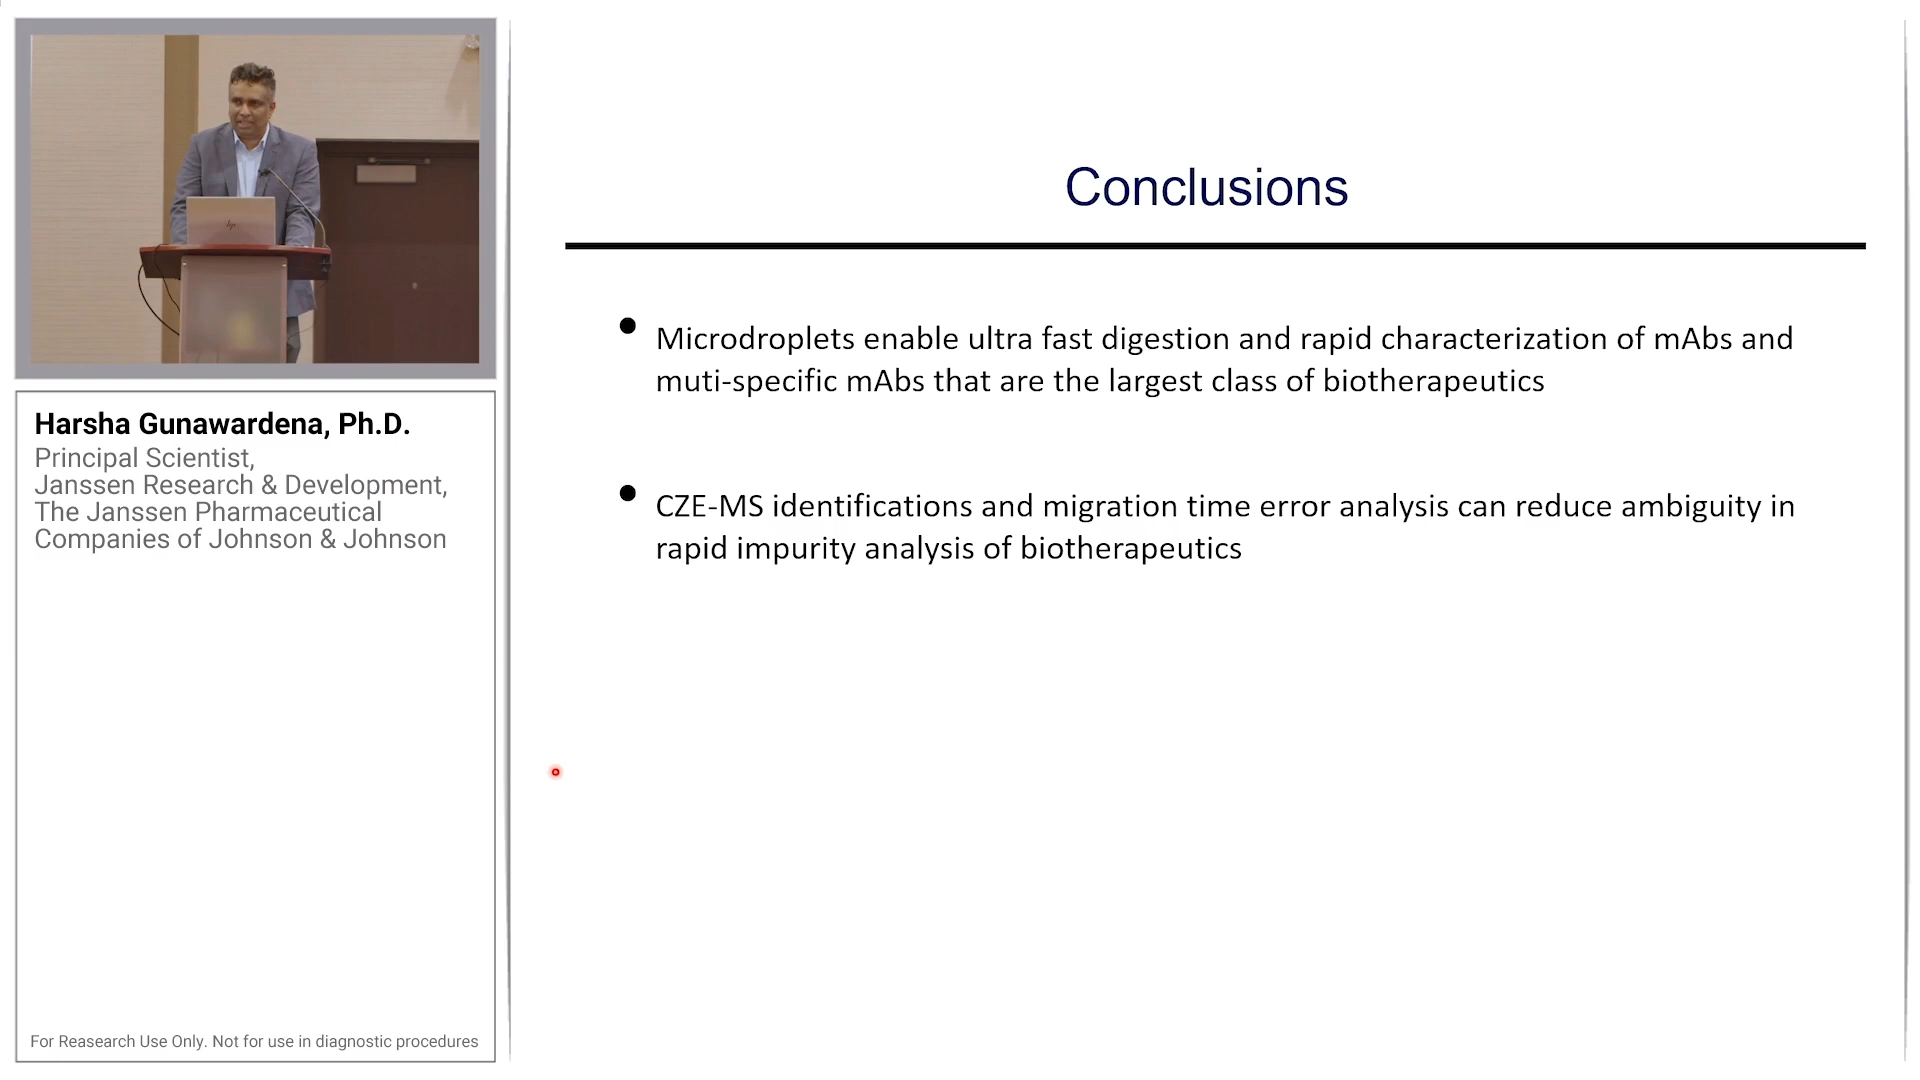 Harsha Gunawardena, Ph.D.
Principal Scientist,
Janssen Research & Development,
The Janssen Pharmaceutical
Companies of Johnson & Johnson
For Reasearch Use Only. Not for use in diagnostic procedures
Conclusions
• Microdroplets enable ultra fast digestion and rapid characterization of mAbs and
muti-specific mAbs that are the largest class of biotherapeutics
• CZE-MS identifications and migration time error analysis can reduce ambiguity in
rapid impurity analysis of biotherapeutics